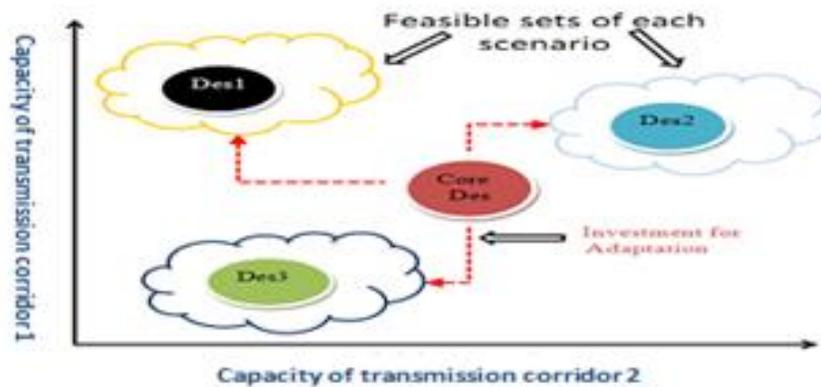 Feasible sets of each
scenario
Capacity of transmission corridor 1
Des1
Des2
Core
Des
Investment for
Adaptation
Des3
Capacity of transmission corridor 2